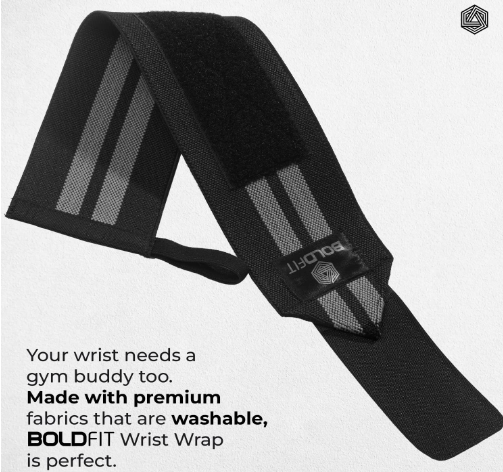 BOLDFIT
Your wrist needs a
gym buddy too.
Made with premium
fabrics that are washable,
BOLDFIT Wrist Wrap
is perfect.